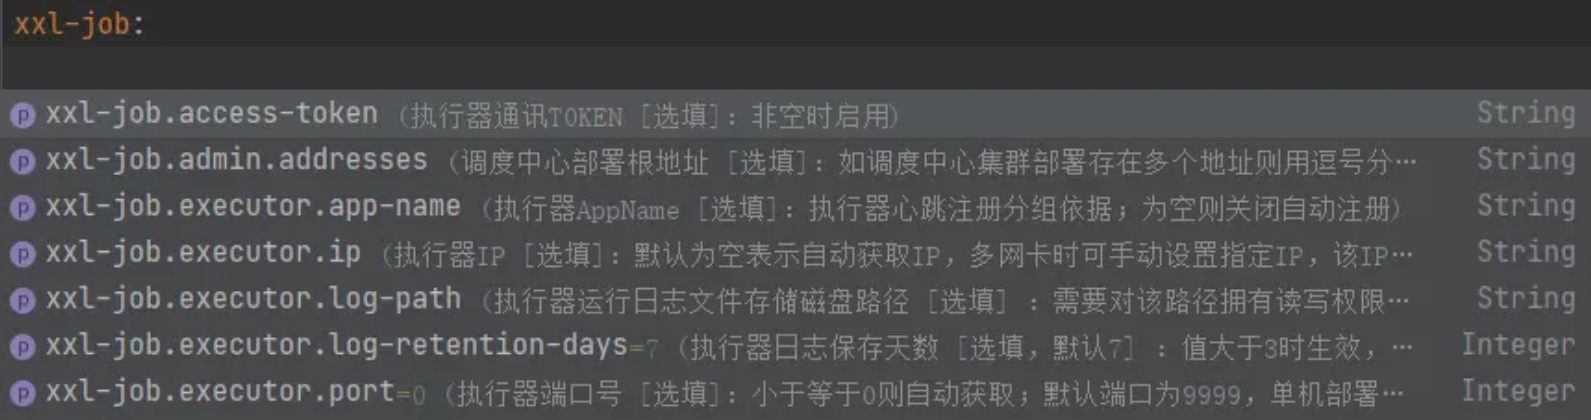 xxl-job:
p xxl-job.access-token (执行器通讯TOKEN [选填]：非空时启用) String
p xxl-job.admin.addresses (调度中心部署根地址 [选填]：如调度中心集群部署存在多个地址则用逗号分… String
p xxl-job.executor.app-name (执行器AppName [选填]：执行器心跳注册分组依据；为空则关闭自动注册) String
p xxl-job.executor.ip (执行器IP [选填]：默认为空表示自动获取IP，多网卡时可手动设置指定IP，该IP… String
p xxl-job.executor.log-path (执行器运行日志文件存储磁盘路径 [选填] ：需要对该路径拥有读写权限… String
p xxl-job.executor.log-retention-days=7 (执行器日志保存天数 [选填，默认7] ：值大于3时生效，… Integer
p xxl-job.executor.port=0 (执行器端口号 [选填]：小于等于0则自动获取；默认端口为9999，单机部署… Integer